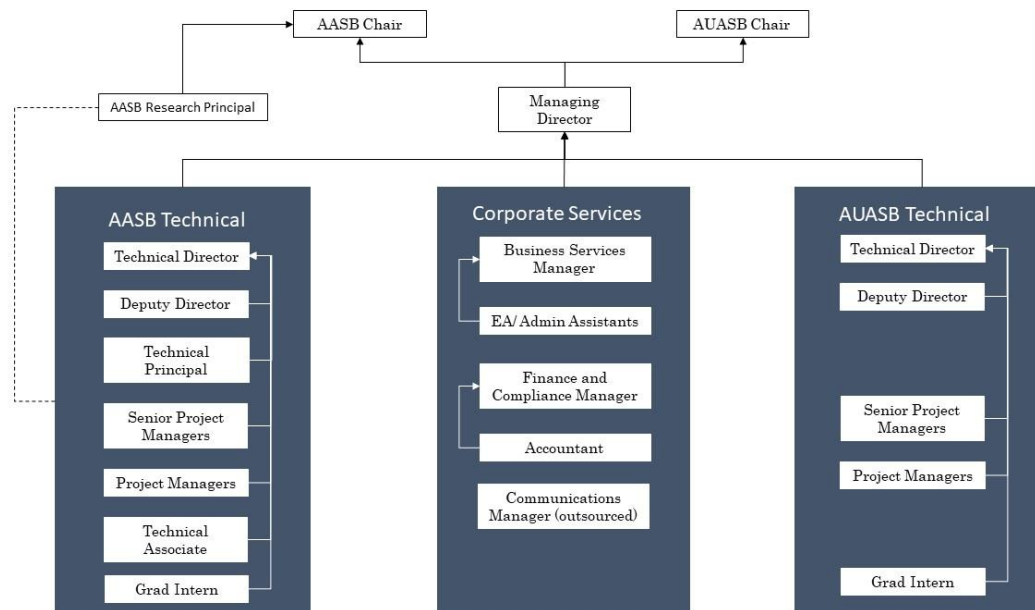 AASB Chair
AUASB Chair
AASB Research Principal
Managing
Director
AASB Technical
Technical Director
Deputy Director
Technical
Principal
Senior Project
Managers
Project Managers
Technical
Associate
Grad Intern
Corporate Services
Business Services
Manager
EA/ Admin Assistants
Finance and
Compliance Manager
Accountant
Communications
Manager (outsourced)
AUASB Technical
Technical Director
Deputy Director
Senior Project
Managers
Project Managers
Grad Intern